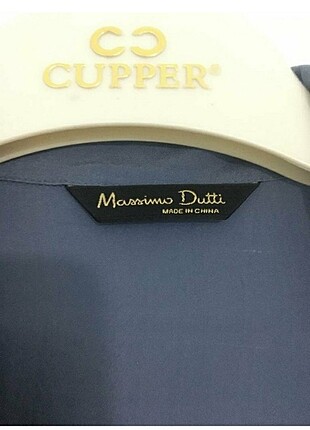 CUPPER®
Massimo Dutti
MADE IN CHINA